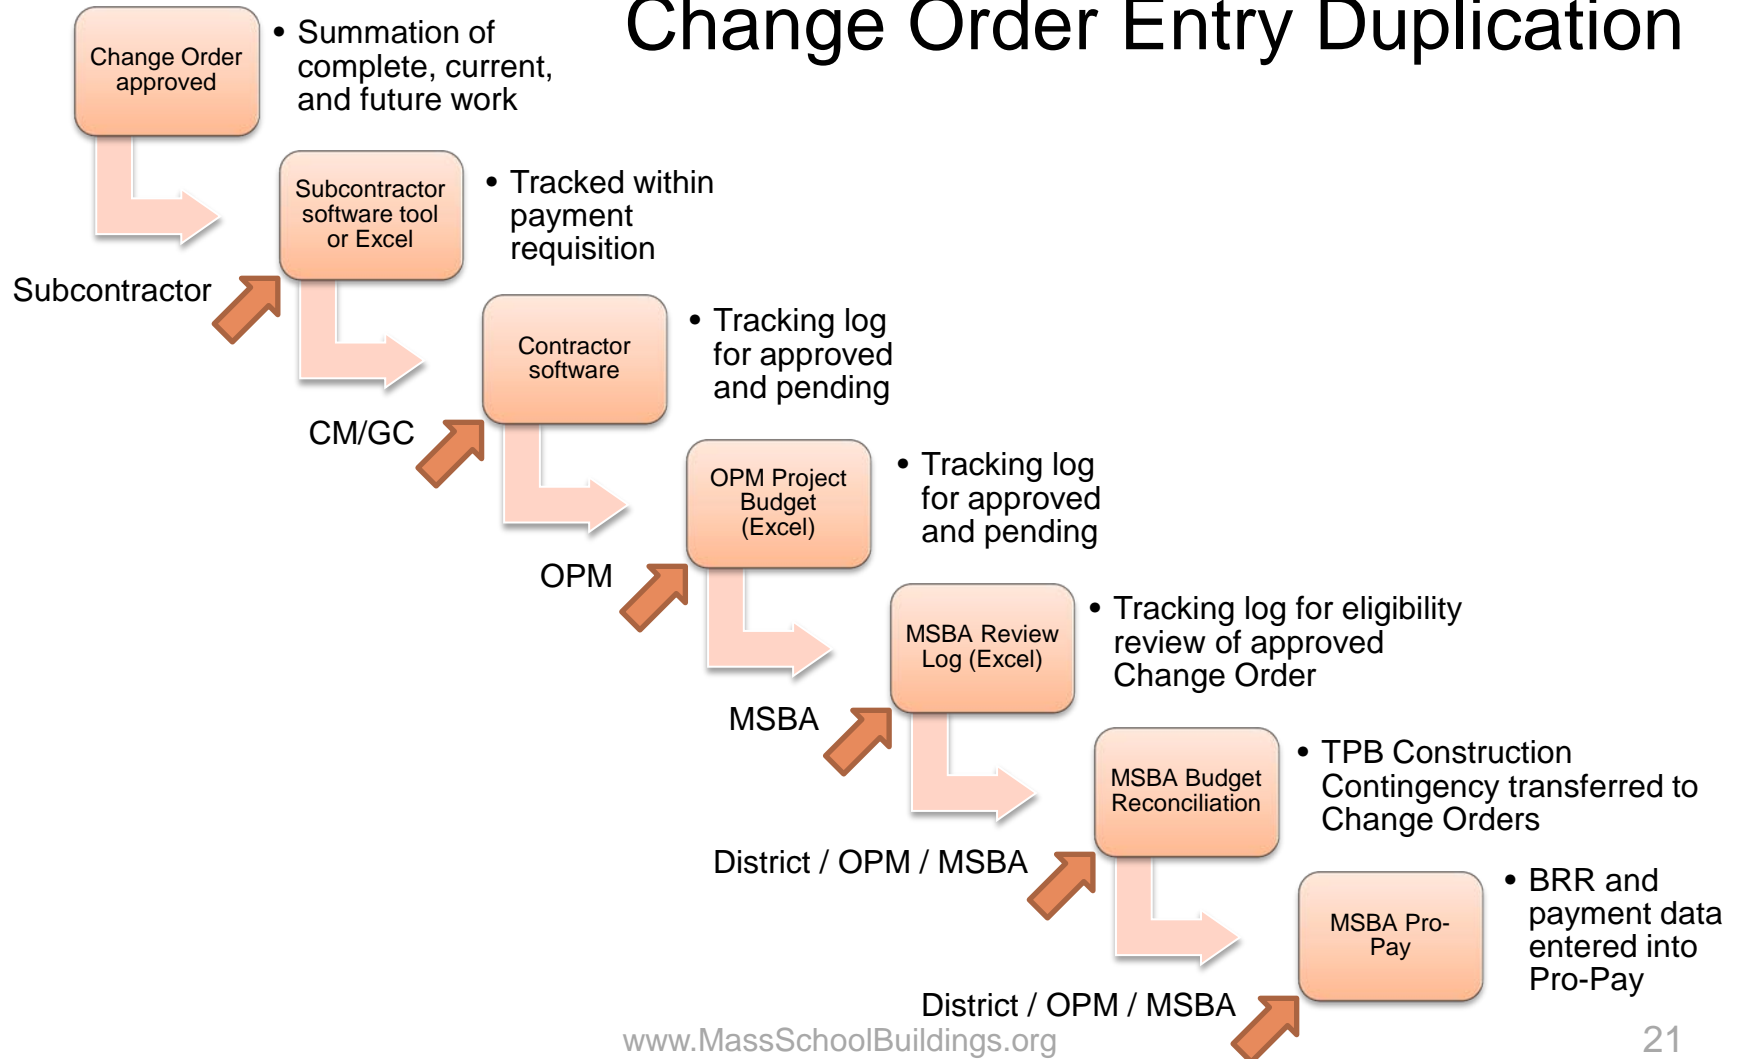 Change Order Entry Duplication
Change Order
approved
• Summation of
complete, current,
and future work
Subcontractor
software tool
or Excel
• Tracked within
payment
requisition
Subcontractor
Contractor
software
• Tracking log
for approved
and pending
CM/GC
OPM Project
Budget
(Excel)
• Tracking log
for approved
and pending
OPM
MSBA Review
Log (Excel)
• Tracking log for eligibility
review of approved
Change Order
MSBA
MSBA Budget
Reconciliation
• TPB Construction
Contingency transferred to
Change Orders
District / OPM / MSBA
MSBA Pro-
Pay
• BRR and
payment data
entered into
Pro-Pay
District / OPM / MSBA
www.MassSchoolBuildings.org
21